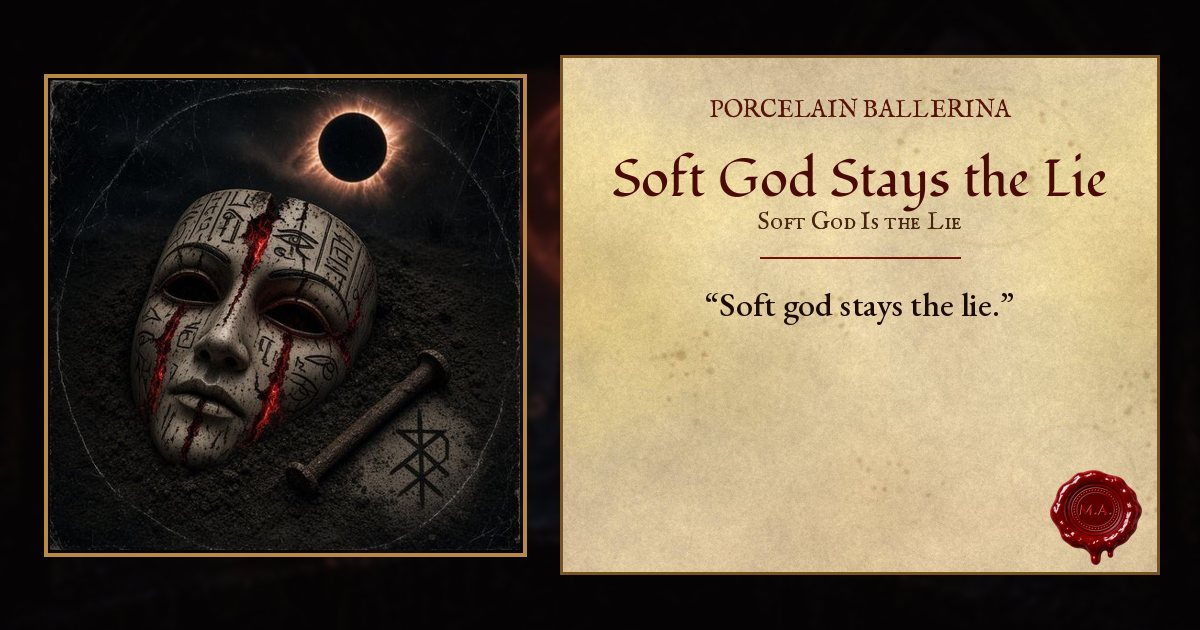 PORCELAIN BALLERINA
Soft God Stays the Lie
Soft God Is the Lie
“Soft god stays the lie.”
M.A.